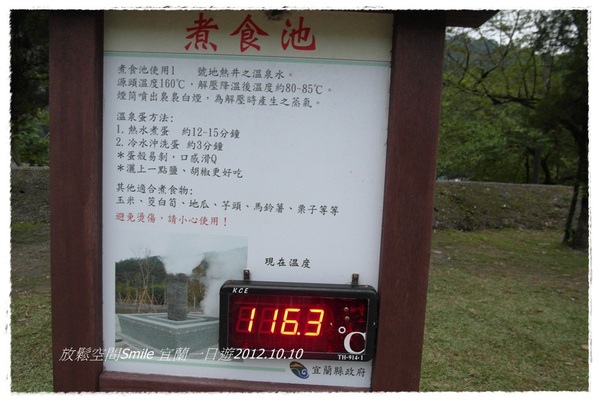 煮食池
煮食池使用1 號地熱井之溫泉水。
源頭溫度160℃，解壓降溫後溫度約80-85℃。
煙筒噴出裊裊白煙，為解壓時產生之蒸氣。
溫泉蛋方法:
1. 熱水煮蛋 約12-15分鐘
2. 冷水沖洗蛋 約3分鐘
＊蛋殼易剝，口感滑Q
＊灑上一點鹽、胡椒更好吃
其他適合煮食物:
玉米、茭白筍、地瓜、芋頭、馬鈴薯、栗子等等
避免燙傷，請小心使用！
現在溫度
KCE
116.3 °C
TH-914-1
宜蘭縣政府
放鬆空間Smile 宜蘭一日遊2012.10.10